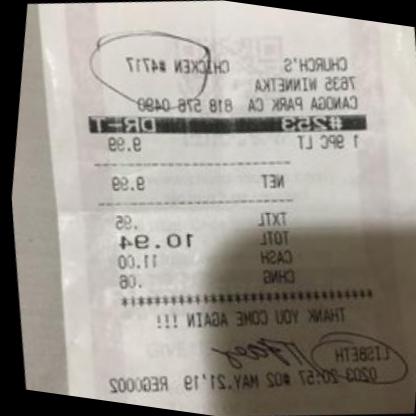 CHURCH'S CHICKEN #4717
7635 WINNETKA
CANOGA PARK CA 818 576 0490
#253 DR-T
1 9PC LT 9.99
NET 9.99
TXTL .95
TOTL 10.94
CASH 11.00
CHNG .06
THANK YOU COME AGAIN !!!
LISBETH
0203 20:57 #02 MAY.21'19 REG0002